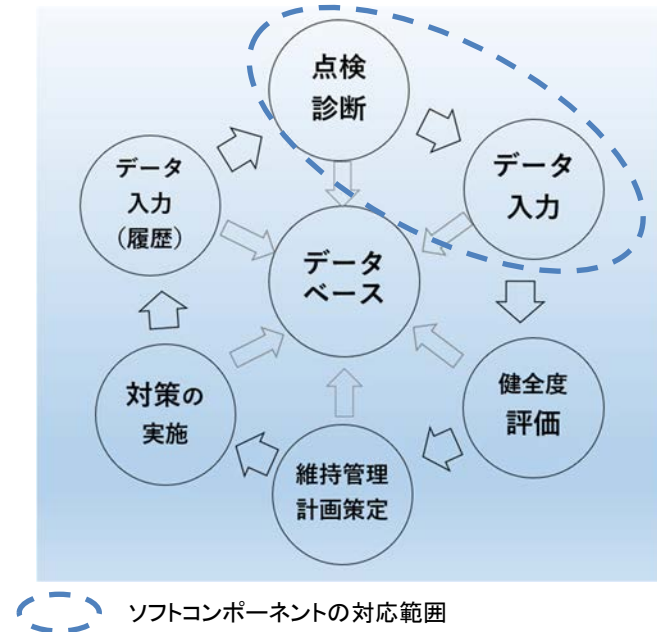 点検
診断
データ
入力
健全度
評価
維持管理
計画策定
対策の
実施
データ
入力
（履歴）
データ
ベース
ソフトコンポーネントの対応範囲